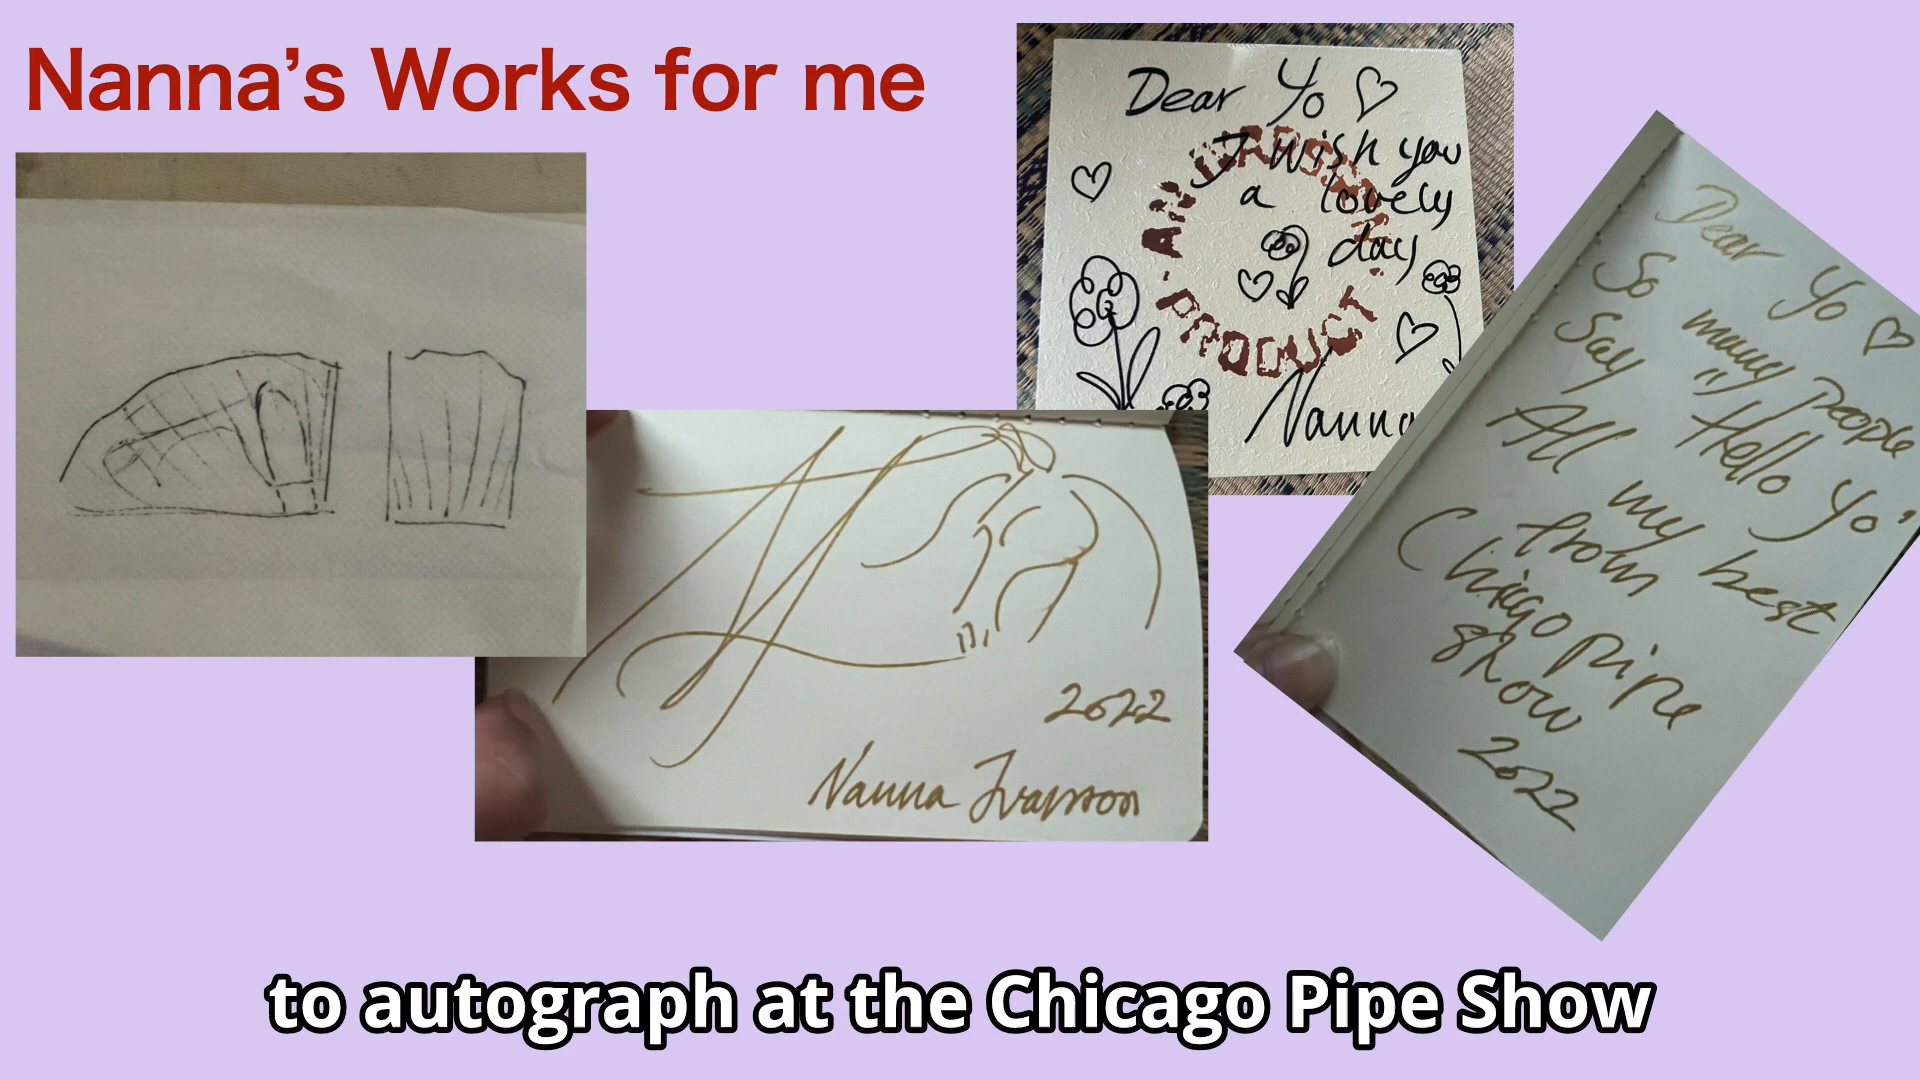 Nanna’s Works for me
Dear Yo
I wish you
a lovely
day
AN IVARSSON
PRODUCT
Nanna
2022
Nanna Ivarsson
Dear Yo
So many people
Say "Hello Yo"
All my best
from
Chicago pipe
show
2022
to autograph at the Chicago Pipe Show